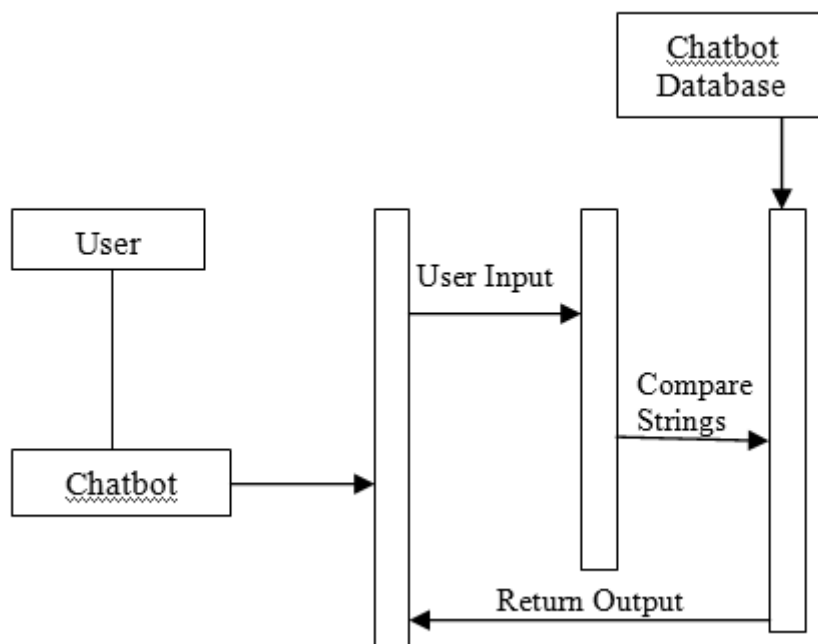 Chatbot
Database
User
User Input
Compare
Strings
Chatbot
Return Output